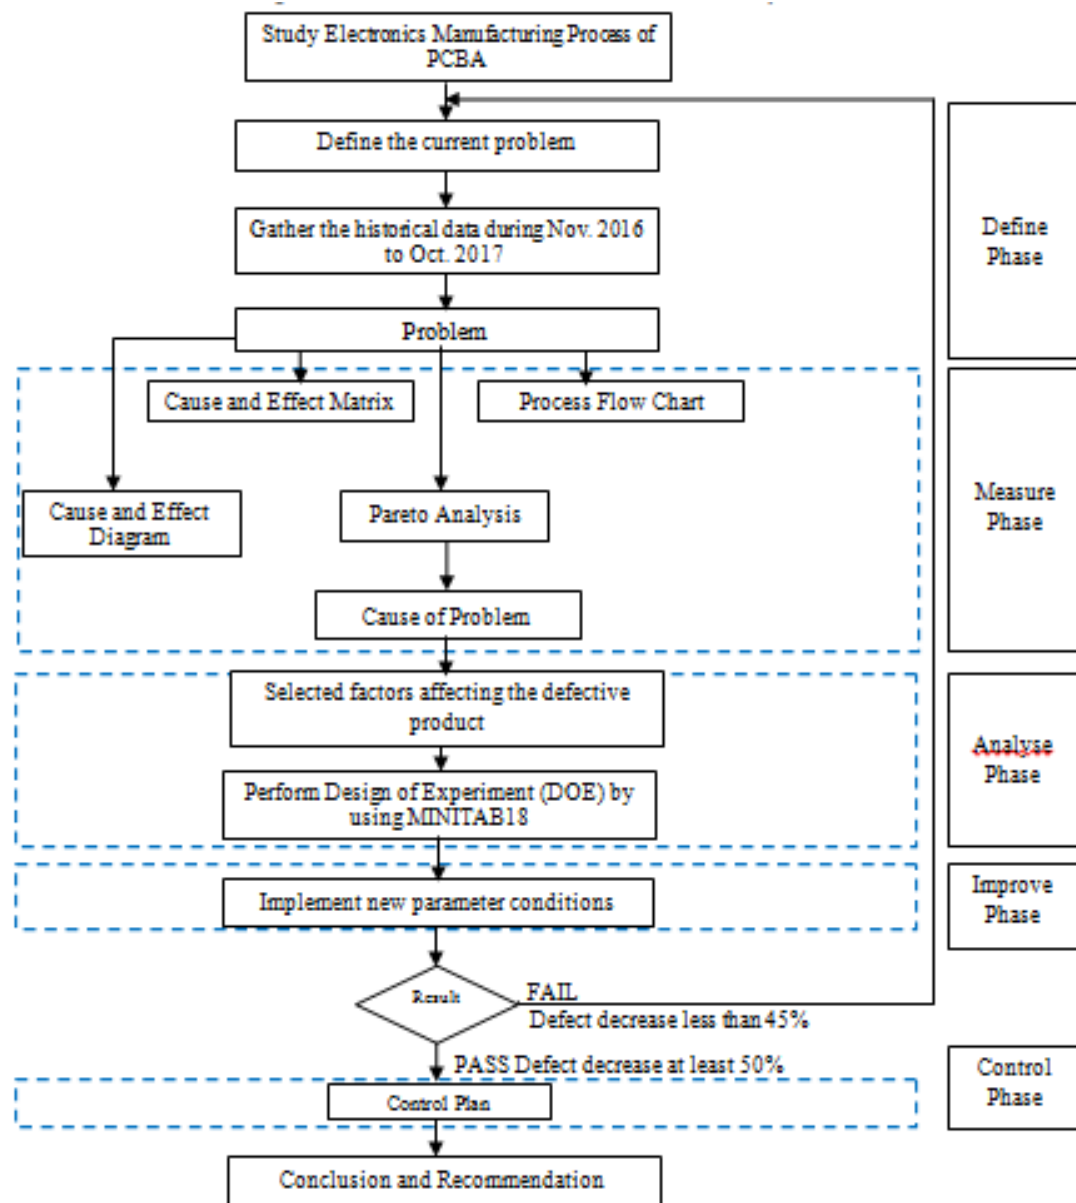 Study Electronics Manufacturing Process of
PCBA
Define the current problem
Gather the historical data during Nov. 2016
to Oct. 2017
Define
Phase
Problem
Cause and Effect Matrix
Process Flow Chart
Cause and Effect
Diagram
Pareto Analysis
Measure
Phase
Cause of Problem
Selected factors affecting the defective
product
Perform Design of Experiment (DOE) by
using MINITAB18
Analyse
Phase
Implement new parameter conditions
Improve
Phase
Result
FAIL
Defect decrease less than 45%
PASS Defect decrease at least 50%
Control Plan
Control
Phase
Conclusion and Recommendation